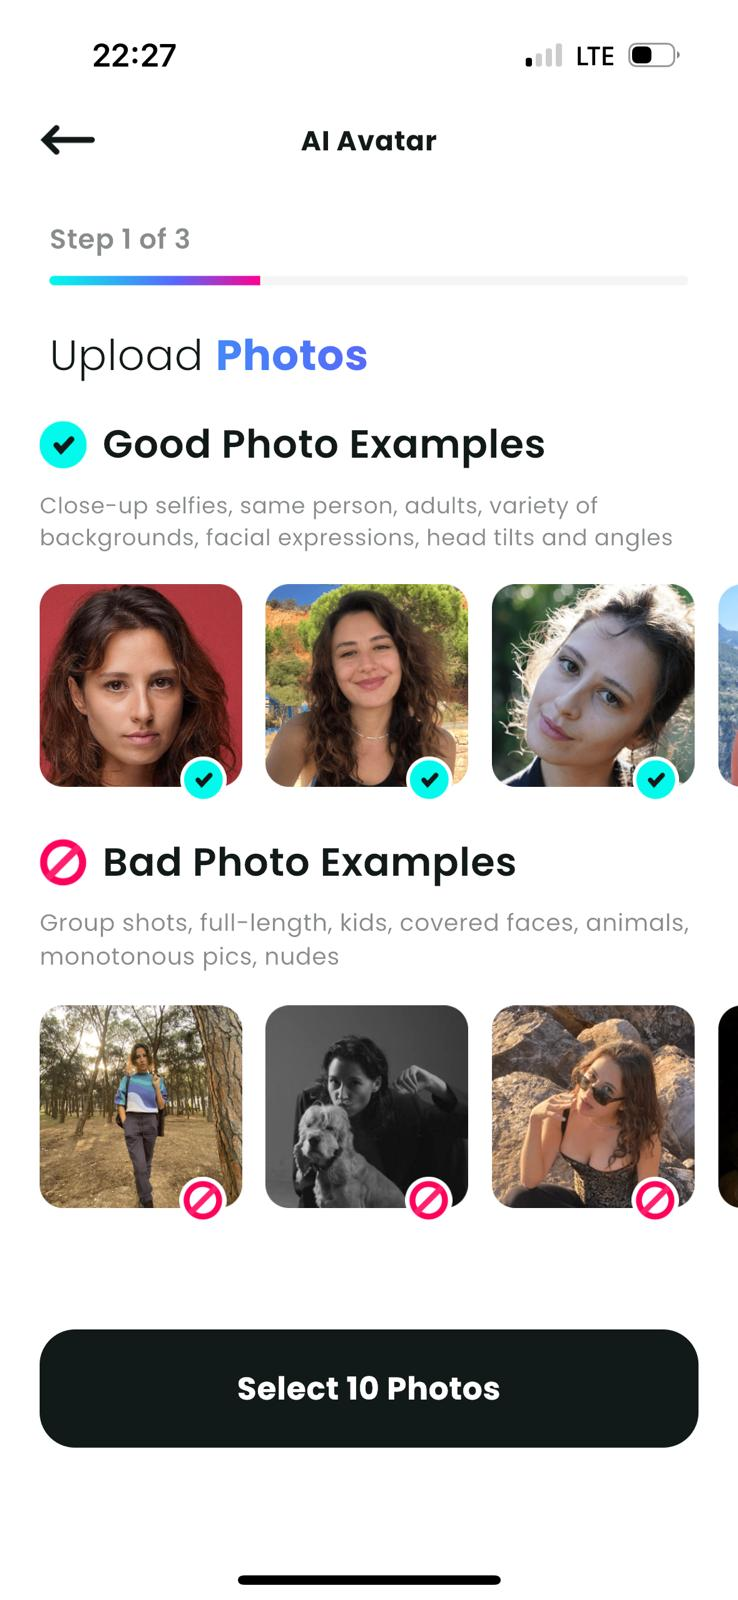 22:27
LTE
AI Avatar
Step 1 of 3
Upload Photos
Good Photo Examples
Close-up selfies, same person, adults, variety of
backgrounds, facial expressions, head tilts and angles
Bad Photo Examples
Group shots, full-length, kids, covered faces, animals,
monotonous pics, nudes
Select 10 Photos